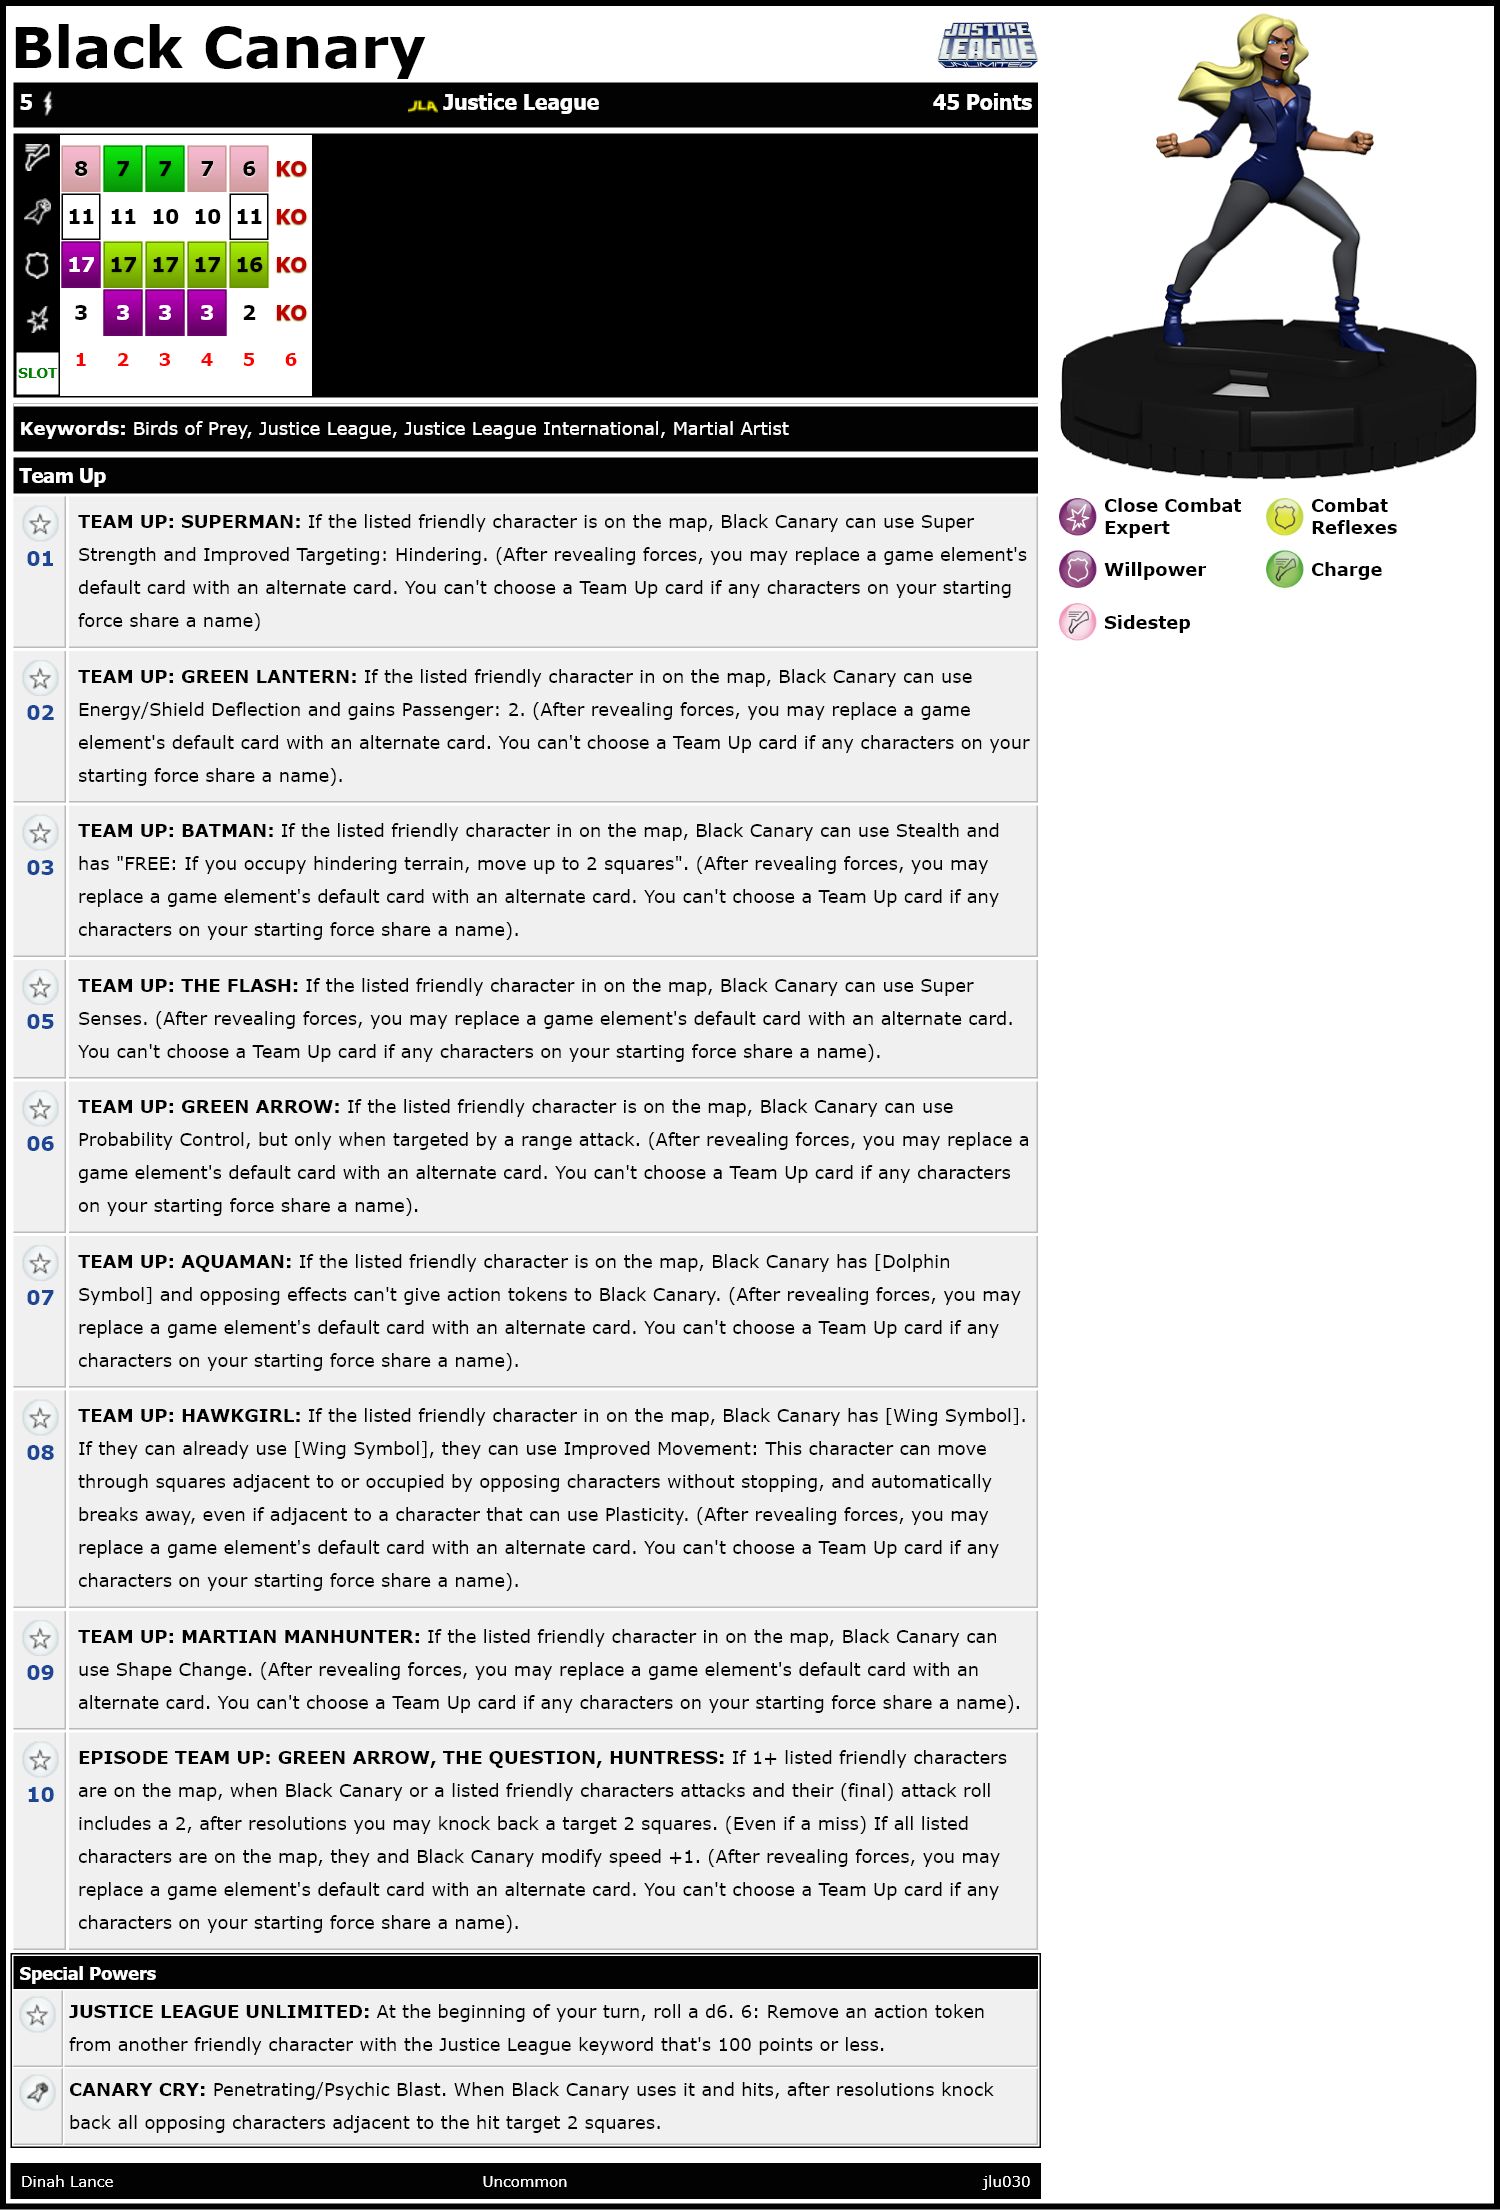 Black Canary
JUSTICE LEAGUE UNLIMITED
5 JLA Justice League 45 Points
8 7 7 7 6 KO
11 11 10 10 11 KO
17 17 17 17 16 KO
3 3 3 3 2 KO
SLOT 1 2 3 4 5 6
Keywords: Birds of Prey, Justice League, Justice League International, Martial Artist
Team Up
01
TEAM UP: SUPERMAN: If the listed friendly character is on the map, Black Canary can use Super
Strength and Improved Targeting: Hindering. (After revealing forces, you may replace a game element's
default card with an alternate card. You can't choose a Team Up card if any characters on your starting
force share a name)
02
TEAM UP: GREEN LANTERN: If the listed friendly character in on the map, Black Canary can use
Energy/Shield Deflection and gains Passenger: 2. (After revealing forces, you may replace a game
element's default card with an alternate card. You can't choose a Team Up card if any characters on your
starting force share a name).
03
TEAM UP: BATMAN: If the listed friendly character in on the map, Black Canary can use Stealth and
has "FREE: If you occupy hindering terrain, move up to 2 squares". (After revealing forces, you may
replace a game element's default card with an alternate card. You can't choose a Team Up card if any
characters on your starting force share a name).
05
TEAM UP: THE FLASH: If the listed friendly character in on the map, Black Canary can use Super
Senses. (After revealing forces, you may replace a game element's default card with an alternate card.
You can't choose a Team Up card if any characters on your starting force share a name).
06
TEAM UP: GREEN ARROW: If the listed friendly character is on the map, Black Canary can use
Probability Control, but only when targeted by a range attack. (After revealing forces, you may replace a
game element's default card with an alternate card. You can't choose a Team Up card if any characters
on your starting force share a name).
07
TEAM UP: AQUAMAN: If the listed friendly character is on the map, Black Canary has [Dolphin
Symbol] and opposing effects can't give action tokens to Black Canary. (After revealing forces, you may
replace a game element's default card with an alternate card. You can't choose a Team Up card if any
characters on your starting force share a name).
08
TEAM UP: HAWKGIRL: If the listed friendly character in on the map, Black Canary has [Wing Symbol].
If they can already use [Wing Symbol], they can use Improved Movement: This character can move
through squares adjacent to or occupied by opposing characters without stopping, and automatically
breaks away, even if adjacent to a character that can use Plasticity. (After revealing forces, you may
replace a game element's default card with an alternate card. You can't choose a Team Up card if any
characters on your starting force share a name).
09
TEAM UP: MARTIAN MANHUNTER: If the listed friendly character in on the map, Black Canary can
use Shape Change. (After revealing forces, you may replace a game element's default card with an
alternate card. You can't choose a Team Up card if any characters on your starting force share a name).
10
EPISODE TEAM UP: GREEN ARROW, THE QUESTION, HUNTRESS: If 1+ listed friendly characters
are on the map, when Black Canary or a listed friendly characters attacks and their (final) attack roll
includes a 2, after resolutions you may knock back a target 2 squares. (Even if a miss) If all listed
characters are on the map, they and Black Canary modify speed +1. (After revealing forces, you may
replace a game element's default card with an alternate card. You can't choose a Team Up card if any
characters on your starting force share a name).
Special Powers
JUSTICE LEAGUE UNLIMITED: At the beginning of your turn, roll a d6. 6: Remove an action token
from another friendly character with the Justice League keyword that's 100 points or less.
CANARY CRY: Penetrating/Psychic Blast. When Black Canary uses it and hits, after resolutions knock
back all opposing characters adjacent to the hit target 2 squares.
Dinah Lance Uncommon jlu030
Close Combat
Expert
Combat
Reflexes
Willpower
Charge
Sidestep